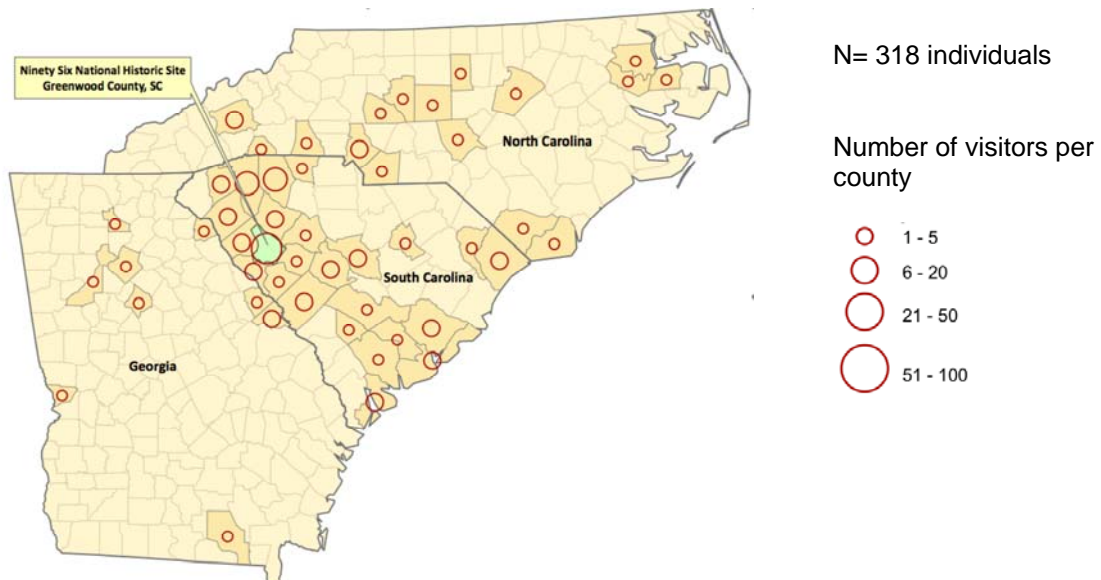 Ninety Six National Historic Site
Greenwood County, SC
North Carolina
South Carolina
Georgia
N= 318 individuals
Number of visitors per
county
1 - 5
6 - 20
21 - 50
51 - 100